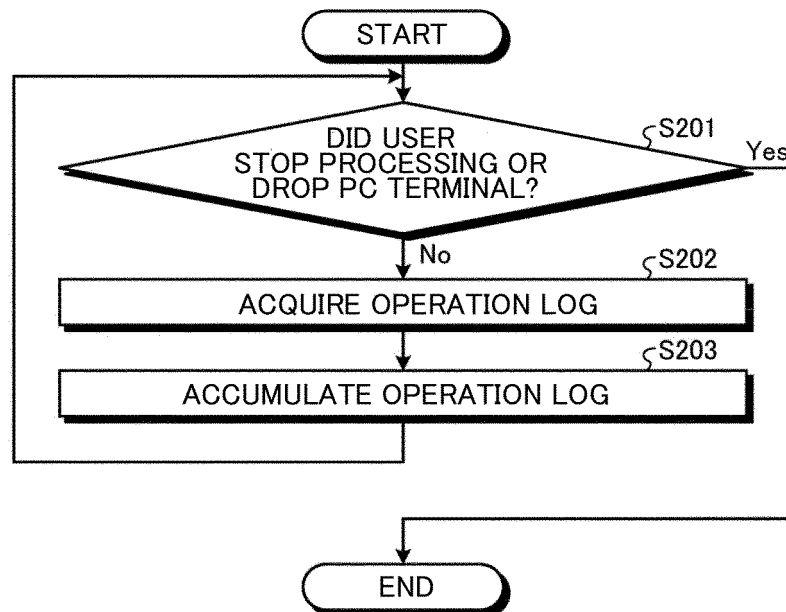 START
DID USER
STOP PROCESSING OR
DROP PC TERMINAL?
S201
Yes
No
S202
ACQUIRE OPERATION LOG
S203
ACCUMULATE OPERATION LOG
END